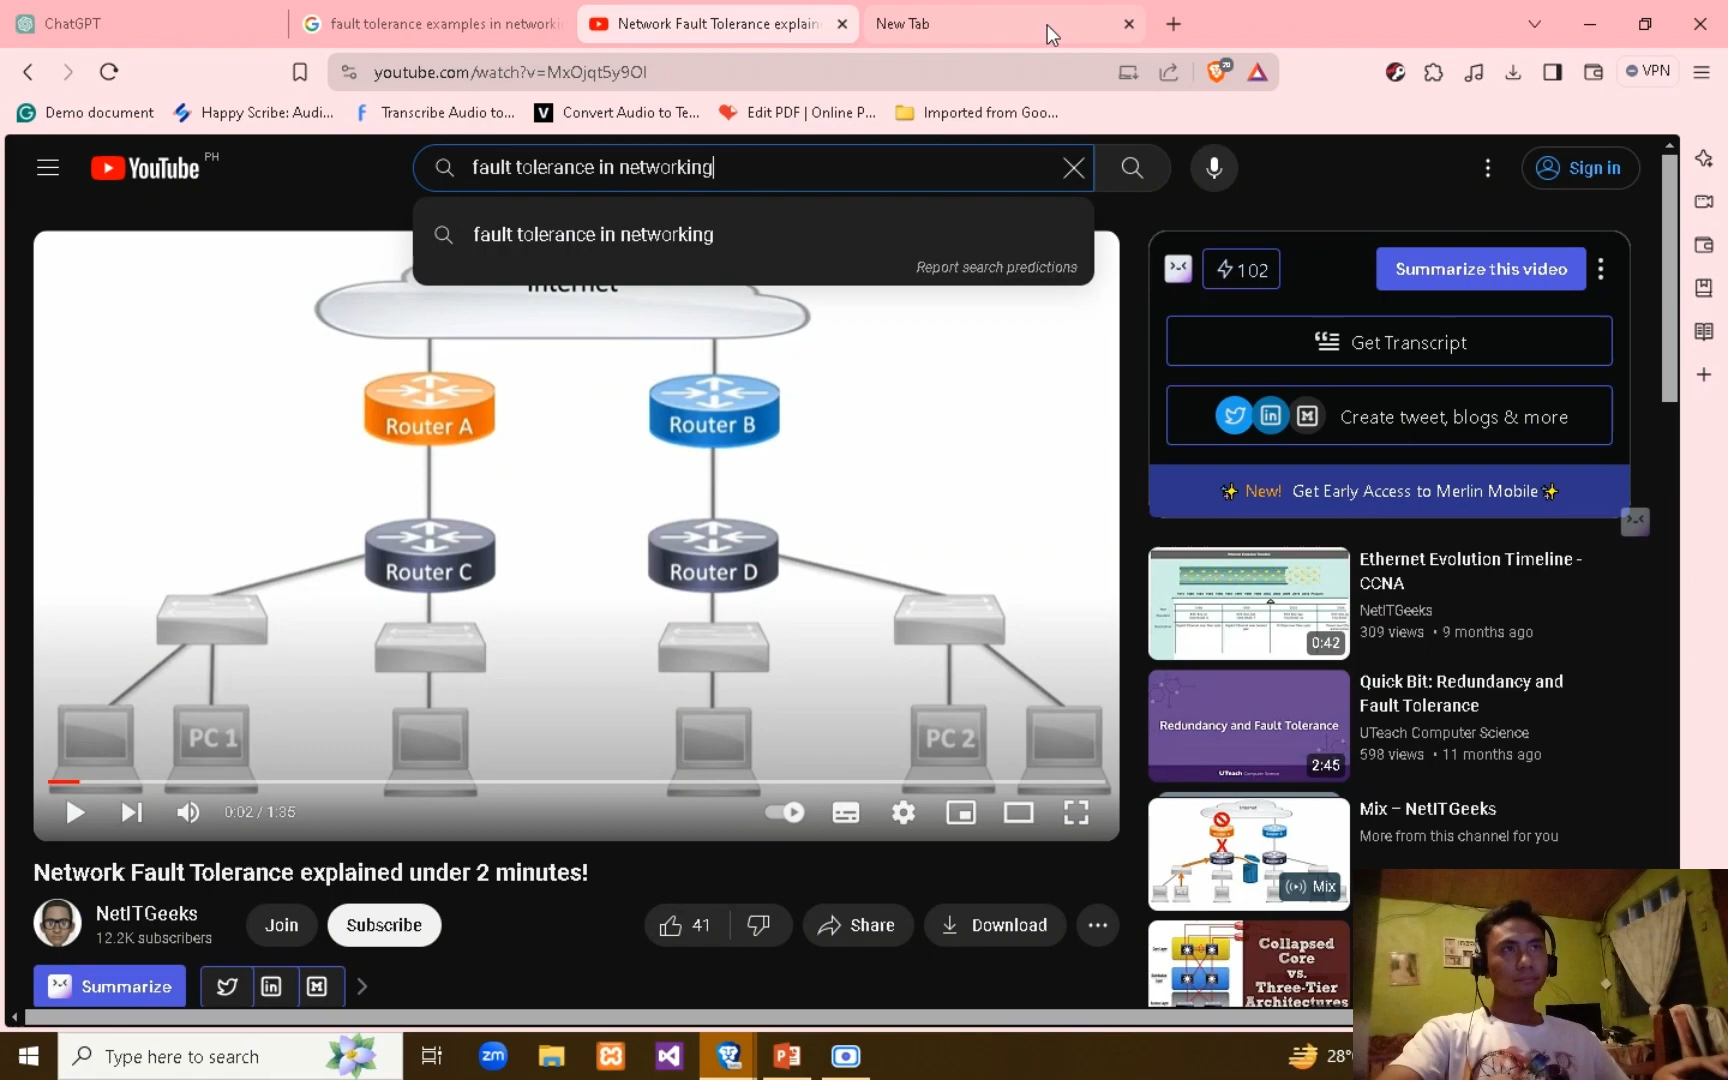 ChatGPT
fault tolerance examples in networki
Network Fault Tolerance explain
New Tab
youtube.com/watch?v=MxOjqt5y9OI
20
VPN
Demo document
Happy Scribe: Audi...
Transcribe Audio to...
Convert Audio to Te...
Edit PDF | Online P...
Imported from Goo...
YouTube PH
fault tolerance in networking
Sign in
fault tolerance in networking
Report search predictions
Internet
Router A
Router B
Router C
Router D
PC 1
PC 2
0:02 / 1:35
102
Summarize this video
Get Transcript
Create tweet, blogs & more
✨ New! Get Early Access to Merlin Mobile✨
Ethernet Evolution Timeline -
CCNA
NetITGeeks
309 views • 9 months ago
0:42
Quick Bit: Redundancy and
Fault Tolerance
UTeach Computer Science
598 views • 11 months ago
Redundancy and Fault Tolerance
UTeach Computer Science
2:45
Mix – NetITGeeks
More from this channel for you
Mix
Collapsed
Core
vs.
Three-Tier
Architectures
Network Fault Tolerance explained under 2 minutes!
NetITGeeks
12.2K subscribers
Join
Subscribe
41
Share
Download
Summarize
Type here to search
zm
28°